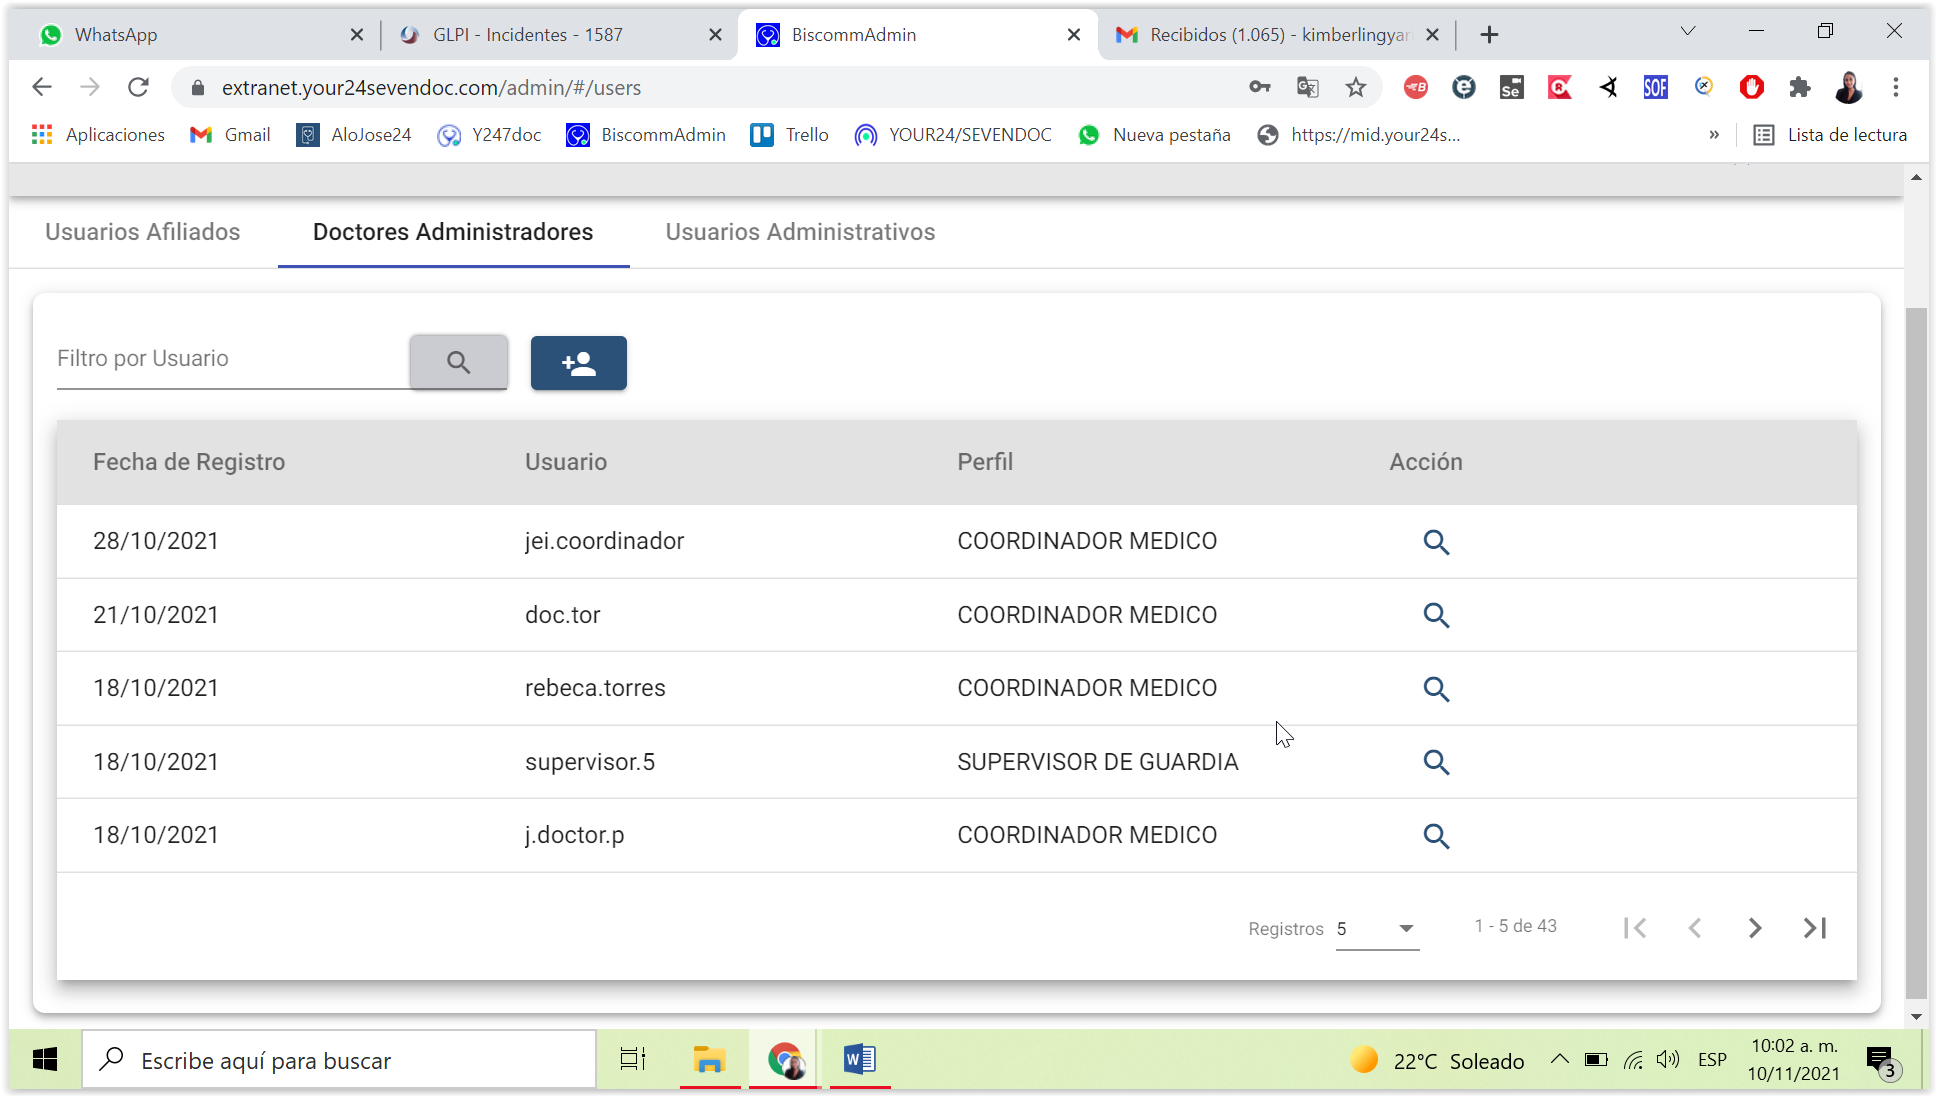 WhatsApp
GLPI - Incidentes - 1587
BiscommAdmin
Recibidos (1.065) - kimberlingyar
extranet.your24sevendoc.com/admin/#/users
Se
SOF
Aplicaciones
Gmail
AloJose24
Y247doc
BiscommAdmin
Trello
YOUR24/SEVENDOC
Nueva pestaña
https://mid.your24s...
»
Lista de lectura
Usuarios Afiliados
Doctores Administradores
Usuarios Administrativos
Filtro por Usuario
Fecha de Registro Usuario Perfil Acción
28/10/2021 jei.coordinador COORDINADOR MEDICO
21/10/2021 doc.tor COORDINADOR MEDICO
18/10/2021 rebeca.torres COORDINADOR MEDICO
18/10/2021 supervisor.5 SUPERVISOR DE GUARDIA
18/10/2021 j.doctor.p COORDINADOR MEDICO
Registros 5 1 - 5 de 43
Escribe aquí para buscar
22°C Soleado
ESP
10:02 a. m.
10/11/2021
3